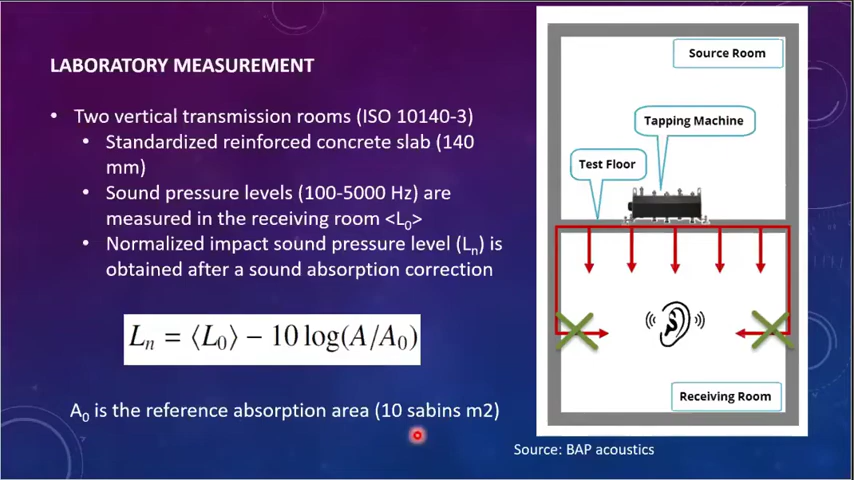 LABORATORY MEASUREMENT
• Two vertical transmission rooms (ISO 10140-3)
• Standardized reinforced concrete slab (140
mm)
• Sound pressure levels (100-5000 Hz) are
measured in the receiving room <L₀>
• Normalized impact sound pressure level (Lₙ) is
obtained after a sound absorption correction
Lₙ = ⟨L₀⟩ − 10 log(A/A₀)
A₀ is the reference absorption area (10 sabins m2)
Source Room
Tapping Machine
Test Floor
Receiving Room
Source: BAP acoustics